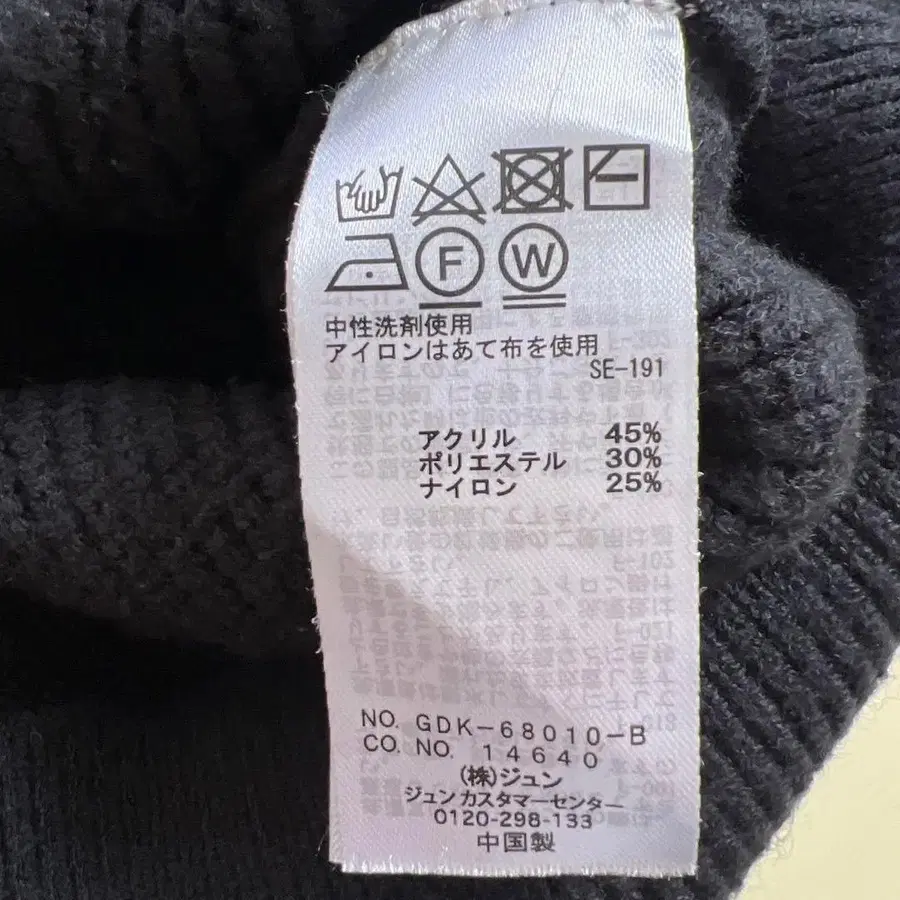 F W
中性洗剤使用
アイロンはあて布を使用
SE-191
アクリル 45%
ポリエステル 30%
ナイロン 25%
NO. GDK-68010-B
CO. NO. 14640
(株)ジュン
ジュンカスタマーセンター
0120-298-133
中国製